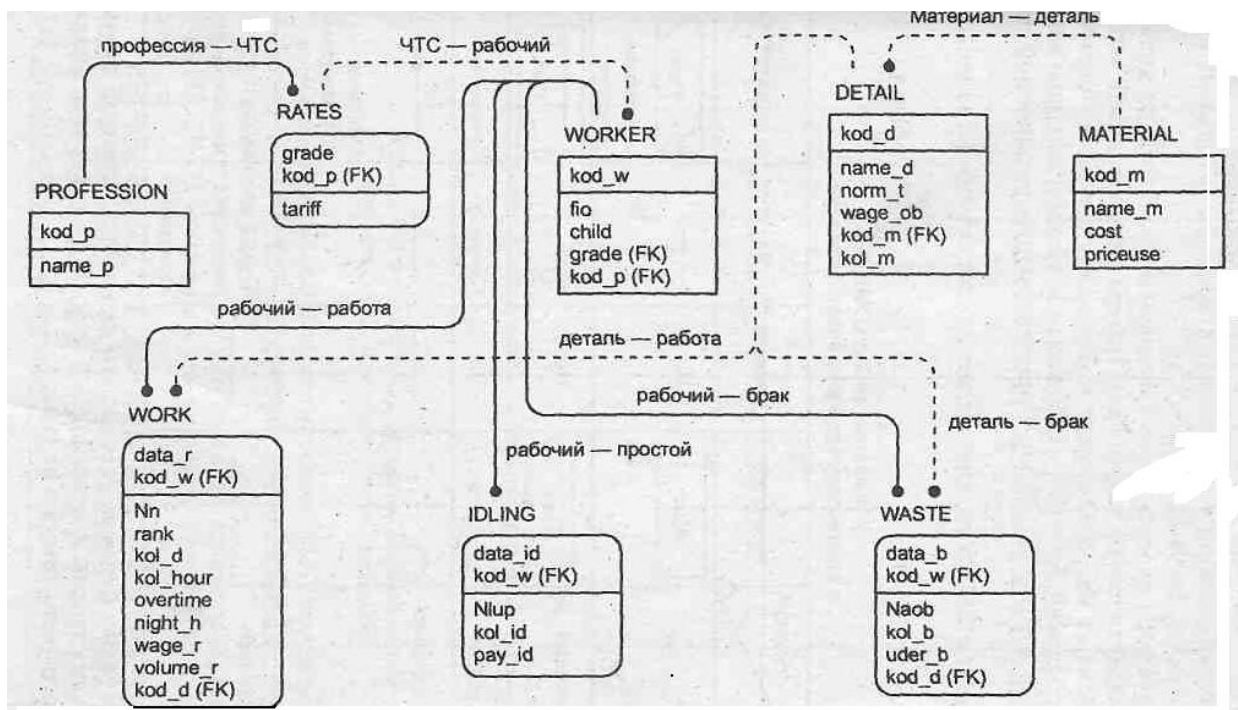 Материал — деталь
профессия — ЧТС
ЧТС — рабочий
RATES
grade
kod_p (FK)
tariff
PROFESSION
kod_p
name_p
WORKER
kod_w
fio
child
grade (FK)
kod_p (FK)
DETAIL
kod_d
name_d
norm_t
wage_ob
kod_m (FK)
kol_m
MATERIAL
kod_m
name_m
cost
priceuse
рабочий — работа
деталь — работа
рабочий — брак
деталь — брак
рабочий — простой
WORK
data_r
kod_w (FK)
Nn
rank
kol_d
kol_hour
overtime
night_h
wage_r
volume_r
kod_d (FK)
IDLING
data_id
kod_w (FK)
Nlup
kol_id
pay_id
WASTE
data_b
kod_w (FK)
Naob
kol_b
uder_b
kod_d (FK)